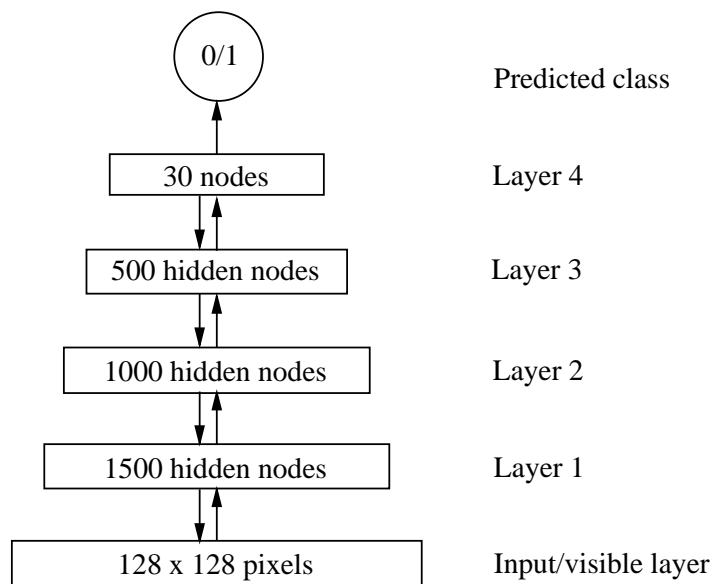 0/1
Predicted class
30 nodes
Layer 4
500 hidden nodes
Layer 3
1000 hidden nodes
Layer 2
1500 hidden nodes
Layer 1
128 x 128 pixels
Input/visible layer